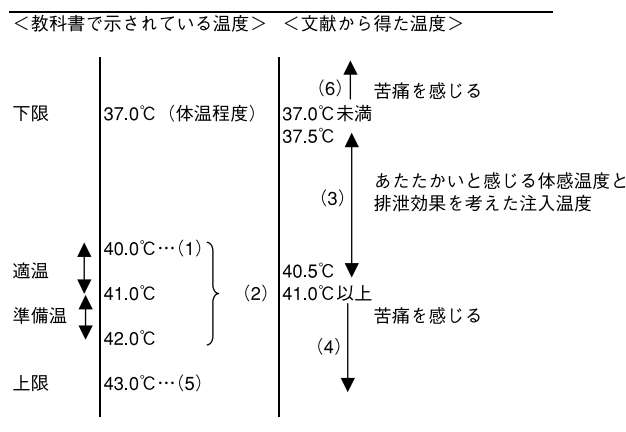 ＜教科書で示されている温度＞ ＜文献から得た温度＞
(6) 苦痛を感じる
下限 37.0℃（体温程度） 37.0℃未満
37.5℃
あたたかいと感じる体感温度と
(3) 排泄効果を考えた注入温度
40.0℃…(1)
適温 40.5℃
41.0℃ (2) 41.0℃以上
準備温 苦痛を感じる
42.0℃ (4)
上限 43.0℃…(5)